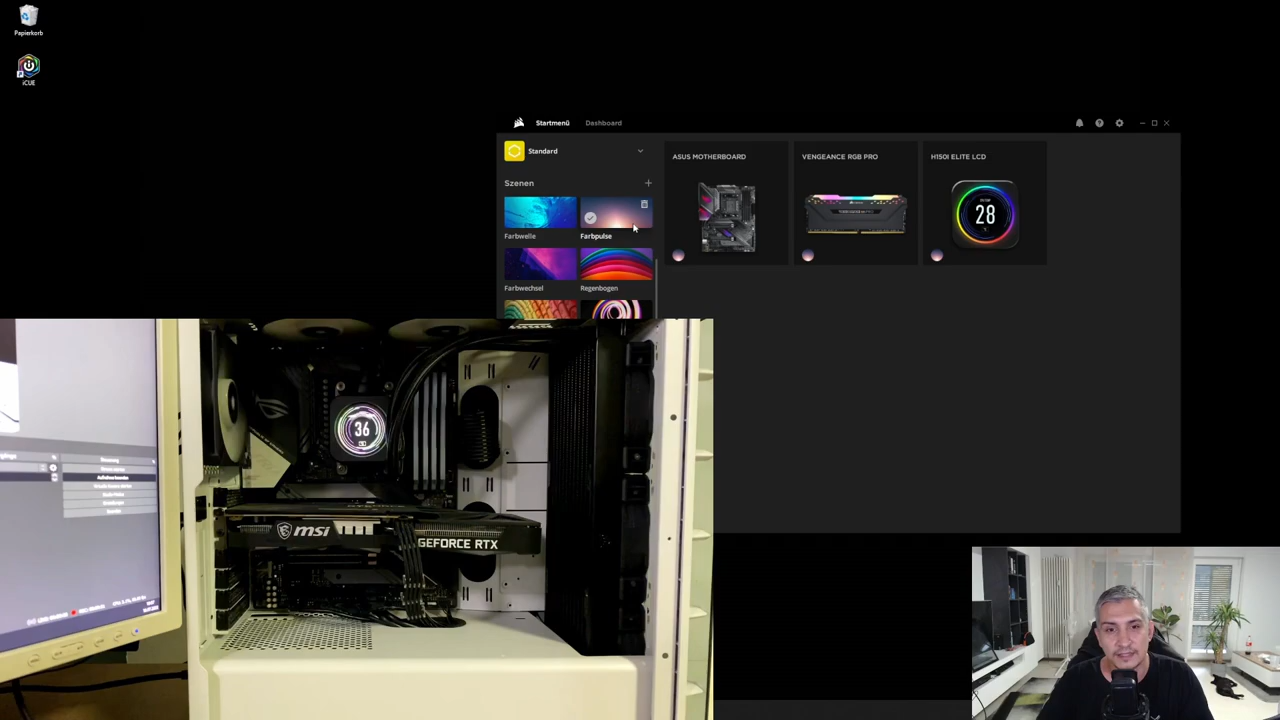 Papierkorb
iCUE
Startmenü
Dashboard
Standard
Szenen
Farbwelle
Farbpulse
Farbwechsel
Regenbogen
ASUS MOTHERBOARD
VENGEANCE RGB PRO
H150I ELITE LCD
28
36
msi
GEFORCE RTX